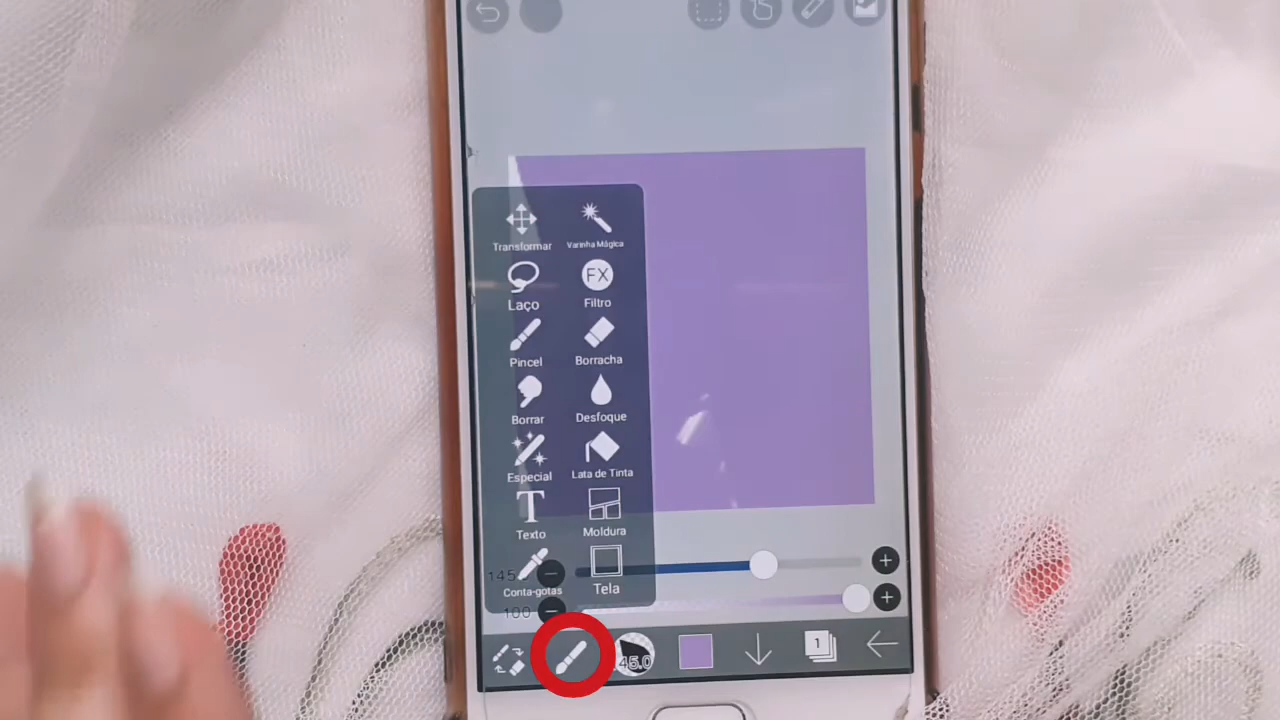 Transformar
Varinha Mágica
Laço
FX
Filtro
Pincel
Borracha
Borrar
Desfoque
Especial
Lata de Tinta
T
Texto
Moldura
Conta-gotas
Tela
145.
100
45.0
1